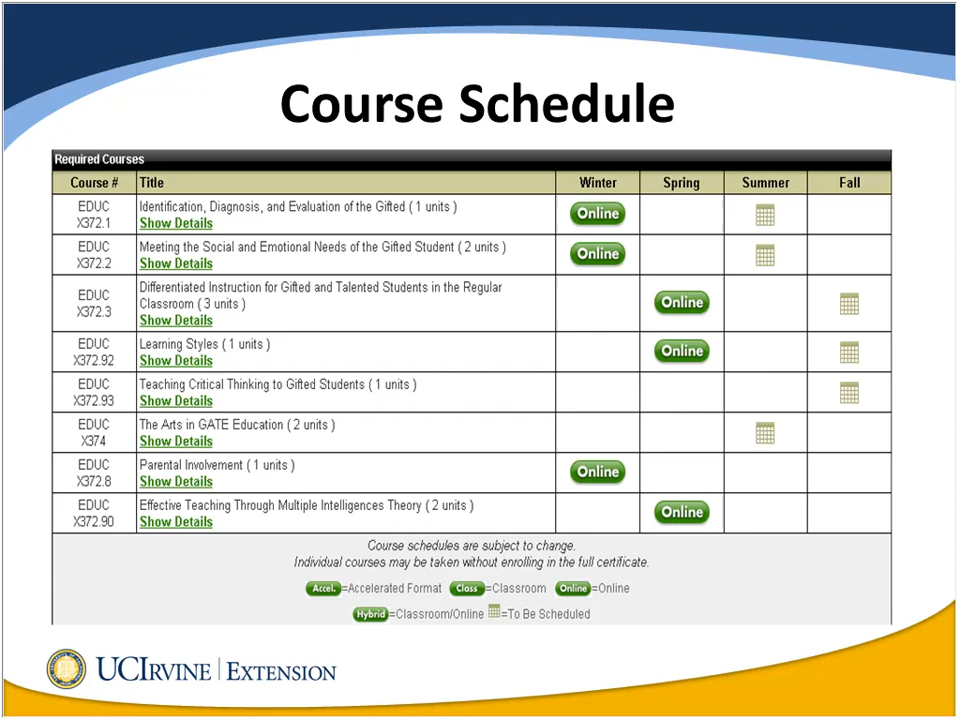 Course Schedule
Required Courses
Course # Title Winter Spring Summer Fall
EDUC X372.1 Identification, Diagnosis, and Evaluation of the Gifted ( 1 units ) Online
Show Details
EDUC X372.2 Meeting the Social and Emotional Needs of the Gifted Student ( 2 units ) Online
Show Details
EDUC X372.3 Differentiated Instruction for Gifted and Talented Students in the Regular
Classroom ( 3 units ) Online
Show Details
EDUC X372.92 Learning Styles ( 1 units ) Online
Show Details
EDUC X372.93 Teaching Critical Thinking to Gifted Students ( 1 units )
Show Details
EDUC X374 The Arts in GATE Education ( 2 units )
Show Details
EDUC X372.8 Parental Involvement ( 1 units ) Online
Show Details
EDUC X372.90 Effective Teaching Through Multiple Intelligences Theory ( 2 units ) Online
Show Details
Course schedules are subject to change.
Individual courses may be taken without enrolling in the full certificate.
Accel. =Accelerated Format Class =Classroom Online =Online
Hybrid =Classroom/Online =To Be Scheduled
UCIRVINE | EXTENSION